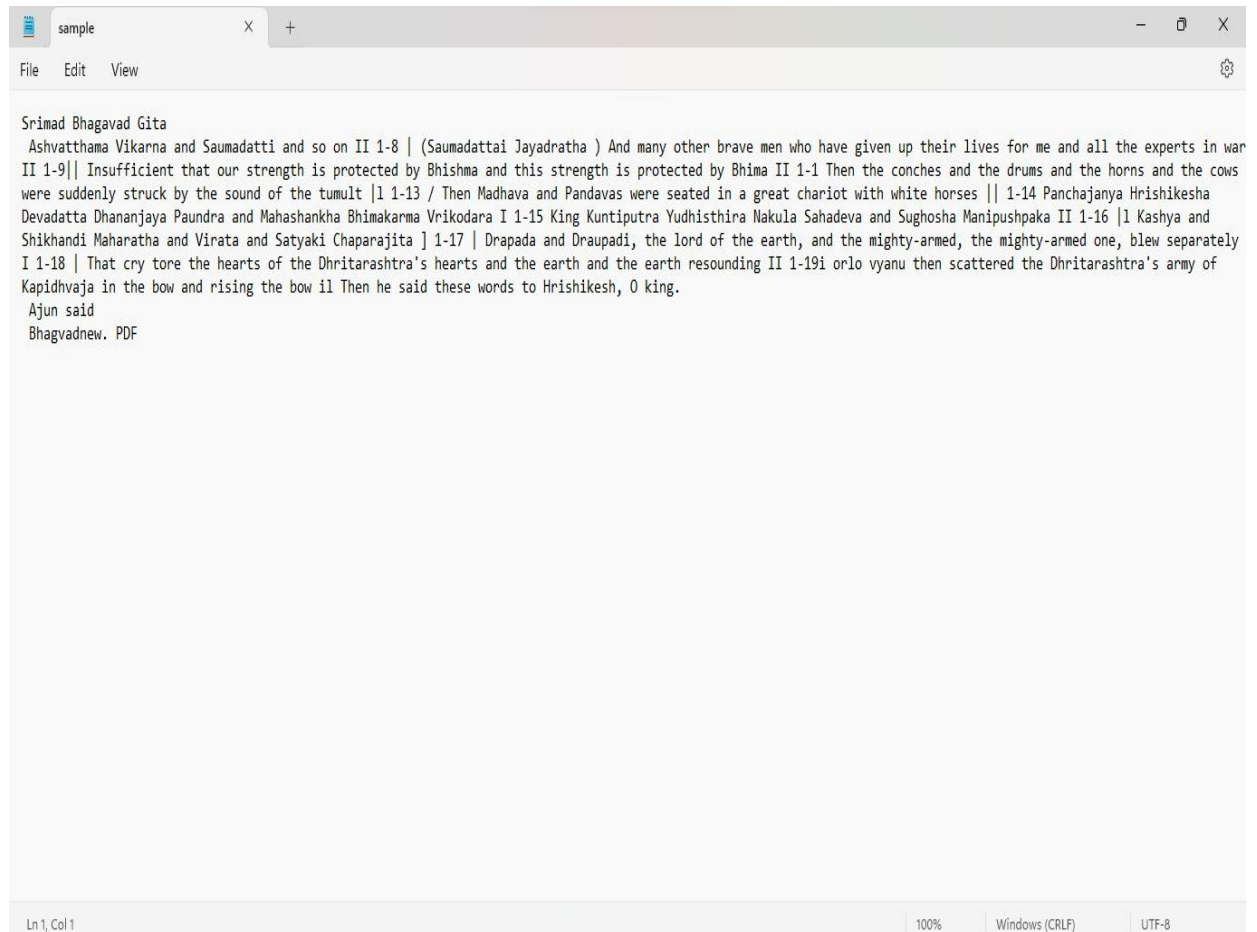 sample
File Edit View
Srimad Bhagavad Gita
Ashvatthama Vikarna and Saumadatti and so on II 1-8 | (Saumadattai Jayadratha ) And many other brave men who have given up their lives for me and all the experts in war
II 1-9|| Insufficient that our strength is protected by Bhishma and this strength is protected by Bhima II 1-1 Then the conches and the drums and the horns and the cows
were suddenly struck by the sound of the tumult |l 1-13 / Then Madhava and Pandavas were seated in a great chariot with white horses || 1-14 Panchajanya Hrishikesha
Devadatta Dhananjaya Paundra and Mahashankha Bhimakarma Vrikodara I 1-15 King Kuntiputra Yudhisthira Nakula Sahadeva and Sughosha Manipushpaka II 1-16 |l Kashya and
Shikhandi Maharatha and Virata and Satyaki Chaparajita ] 1-17 | Drapada and Draupadi, the lord of the earth, and the mighty-armed, the mighty-armed one, blew separately
I 1-18 | That cry tore the hearts of the Dhritarashtra's hearts and the earth and the earth resounding II 1-19i orlo vyanu then scattered the Dhritarashtra's army of
Kapidhvaja in the bow and rising the bow il Then he said these words to Hrishikesh, O king.
Ajun said
Bhagvadnew. PDF
Ln 1, Col 1 100% Windows (CRLF) UTF-8